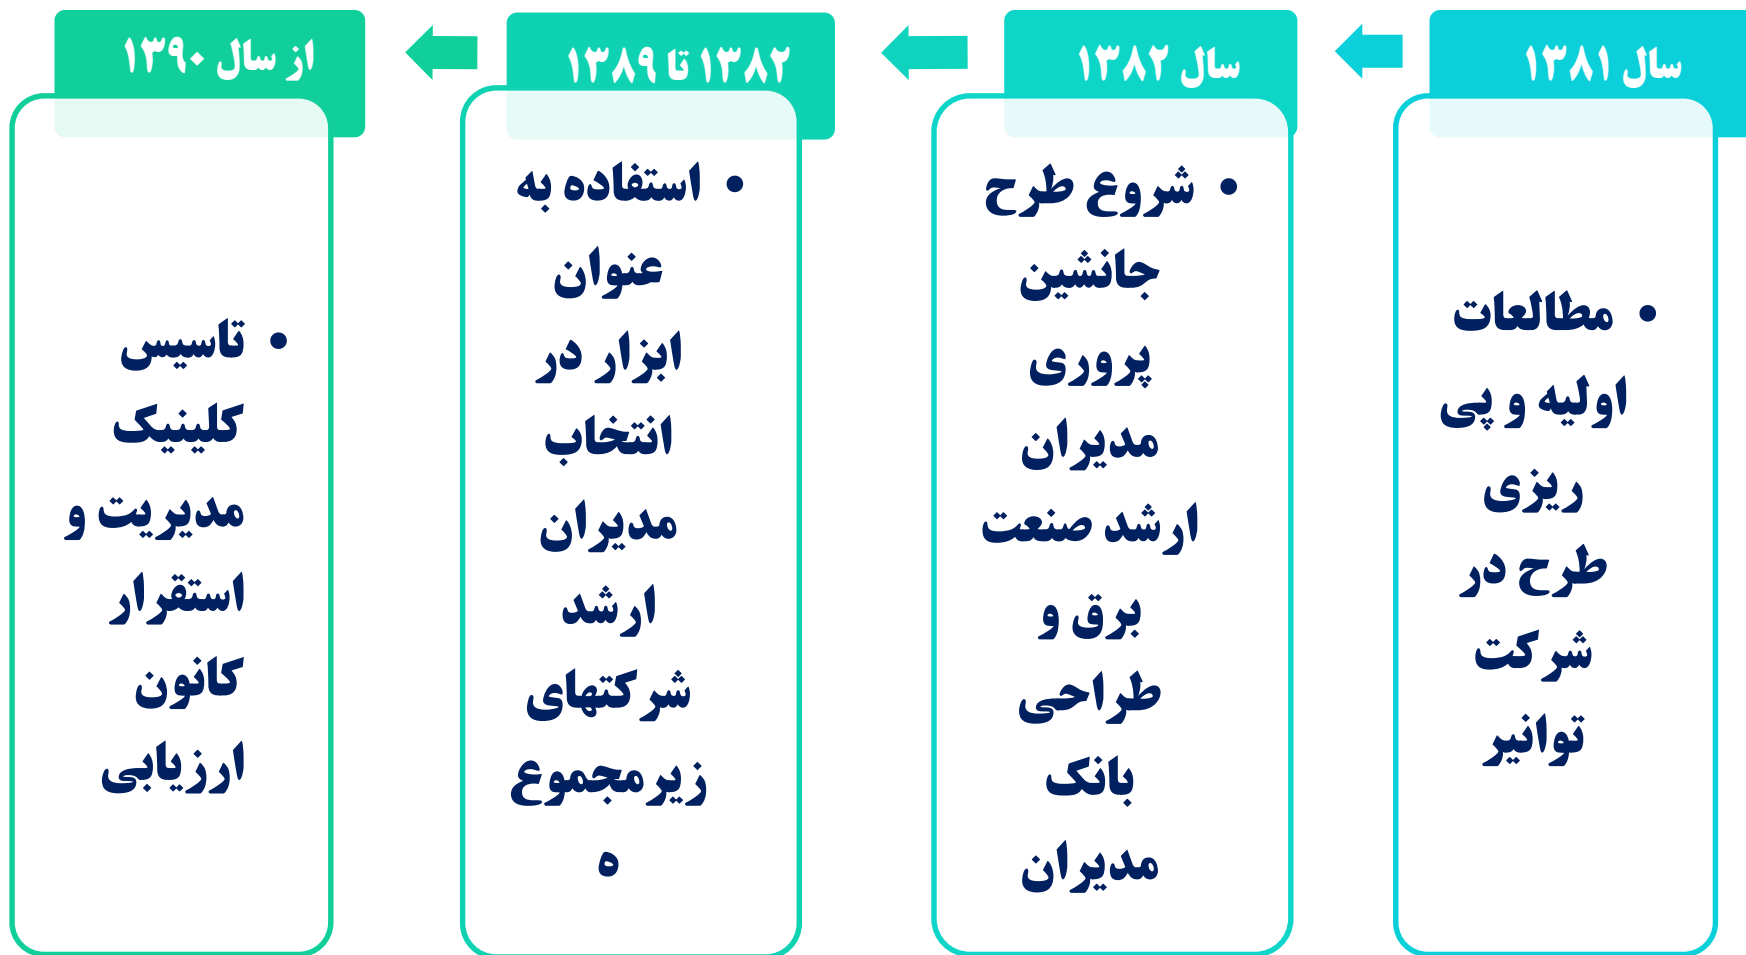 سال ۱۳۸۱
• مطالعات
اولیه و پی
ریزی
طرح در
شرکت
توانیر
سال ۱۳۸۲
• شروع طرح
جانشین
پروری
مدیران
ارشد صنعت
برق و
طراحی
بانک
مدیران
۱۳۸۲ تا ۱۳۸۹
• استفاده به
عنوان
ابزار در
انتخاب
مدیران
ارشد
شرکتهای
زیرمجموع
ه
از سال ۱۳۹۰
• تاسیس
کلینیک
مدیریت و
استقرار
کانون
ارزیابی